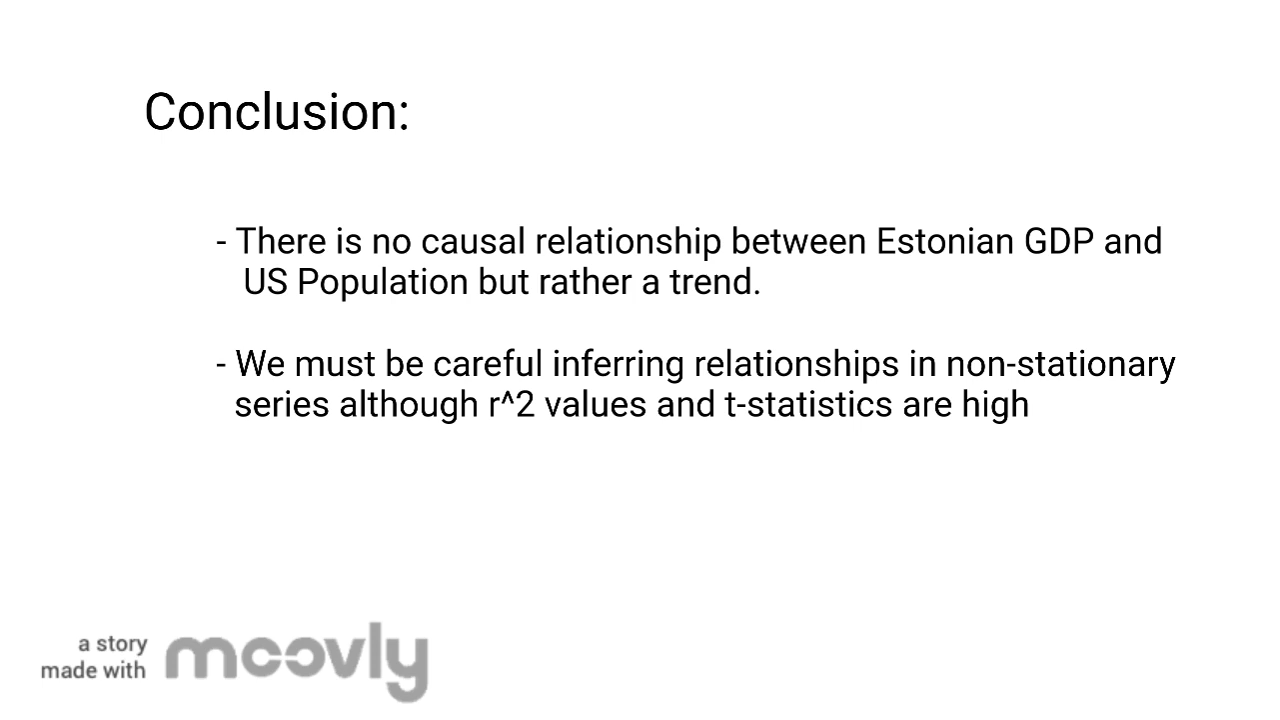 Conclusion:
- There is no causal relationship between Estonian GDP and
US Population but rather a trend.
- We must be careful inferring relationships in non-stationary
series although r^2 values and t-statistics are high
a story
made with
moovly